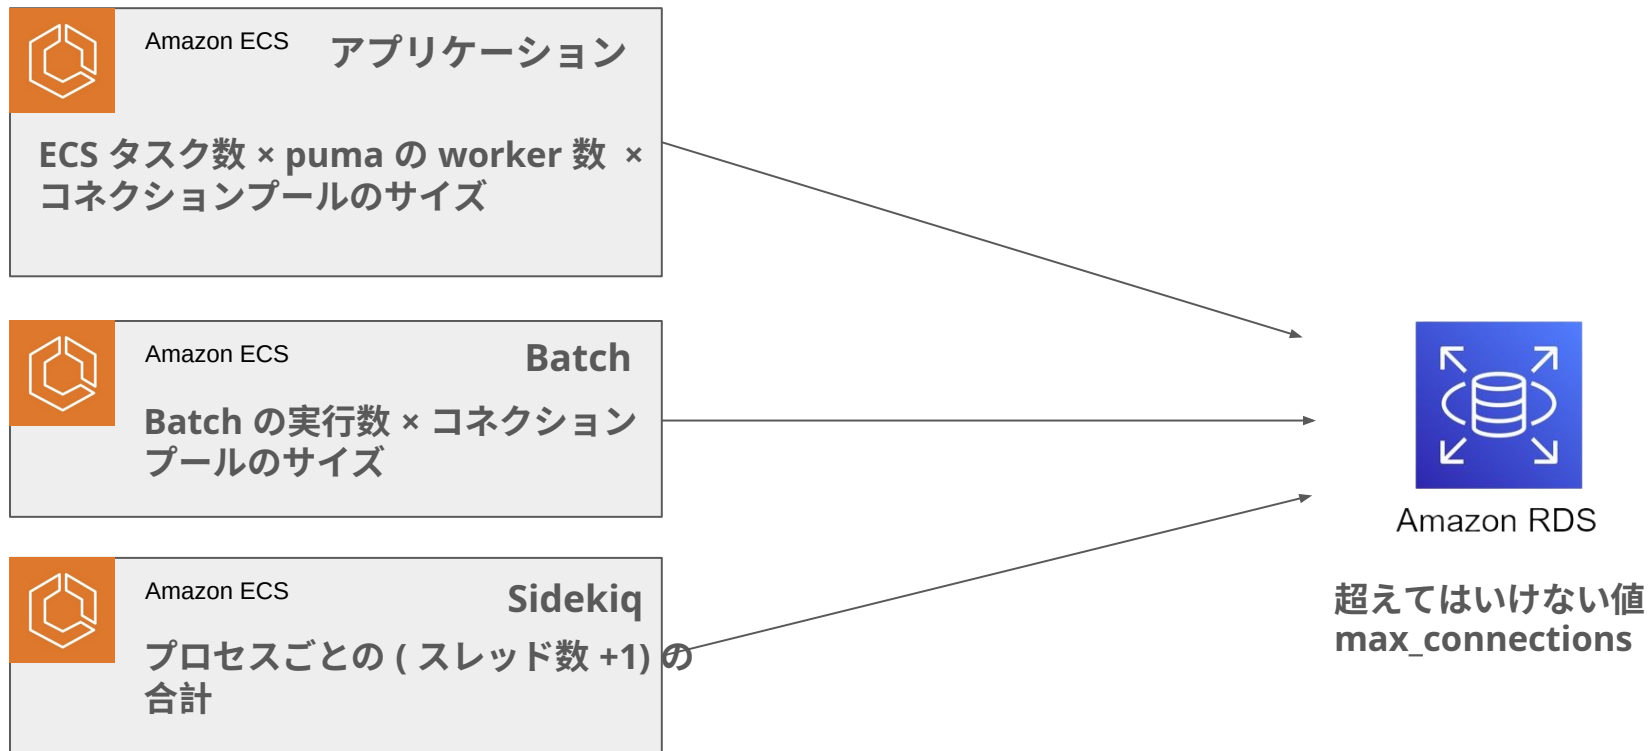 Amazon ECS アプリケーション
ECS タスク数 × puma の worker 数 ×
コネクションプールのサイズ
Amazon ECS Batch
Batch の実行数 × コネクション
プールのサイズ
Amazon ECS Sidekiq
プロセスごとの ( スレッド数 +1) の
合計
Amazon RDS
超えてはいけない値
max_connections